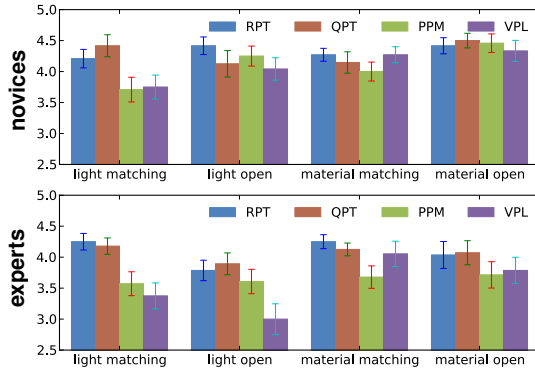 5.0
RPT QPT PPM VPL
4.5
4.0
3.5
3.0
2.5
novices
light matching light open material matching material open
5.0
RPT QPT PPM VPL
4.5
4.0
3.5
3.0
2.5
experts
light matching light open material matching material open